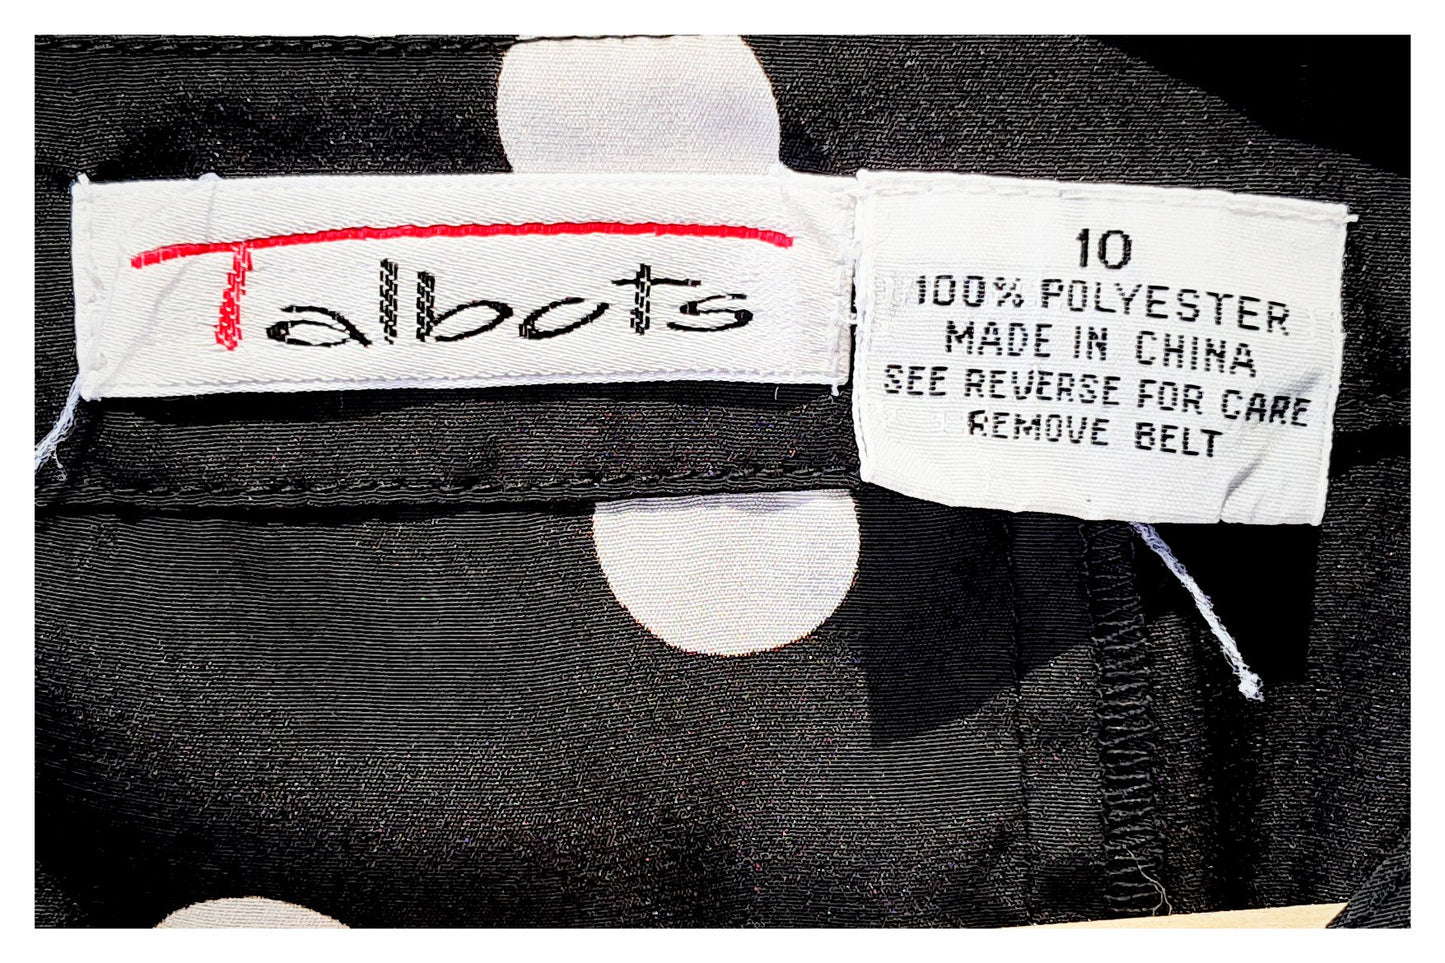 Talbots
10
100% POLYESTER
MADE IN CHINA
SEE REVERSE FOR CARE
REMOVE BELT